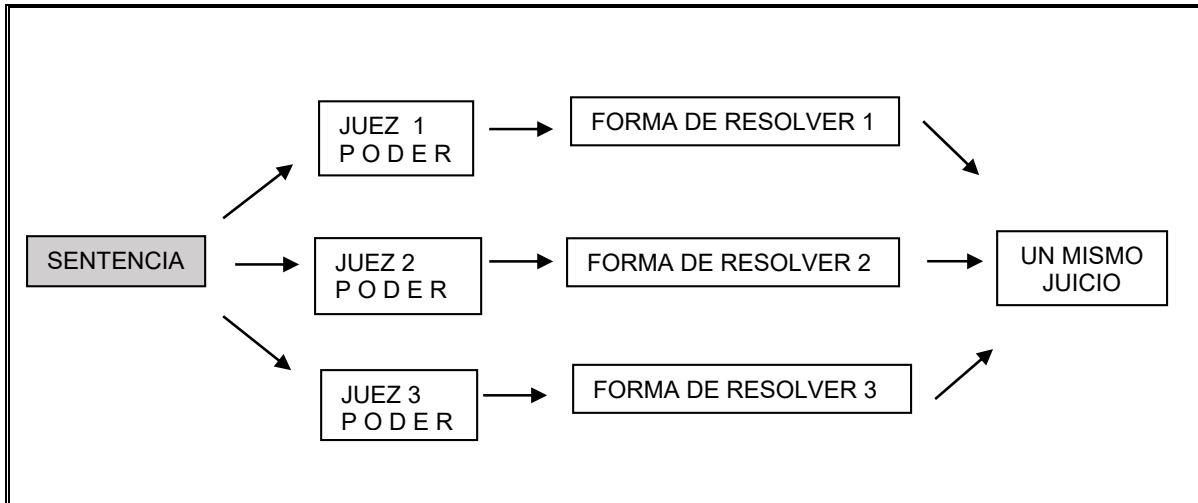 JUEZ 1
P O D E R
FORMA DE RESOLVER 1
SENTENCIA
JUEZ 2
P O D E R
FORMA DE RESOLVER 2
UN MISMO
JUICIO
JUEZ 3
P O D E R
FORMA DE RESOLVER 3